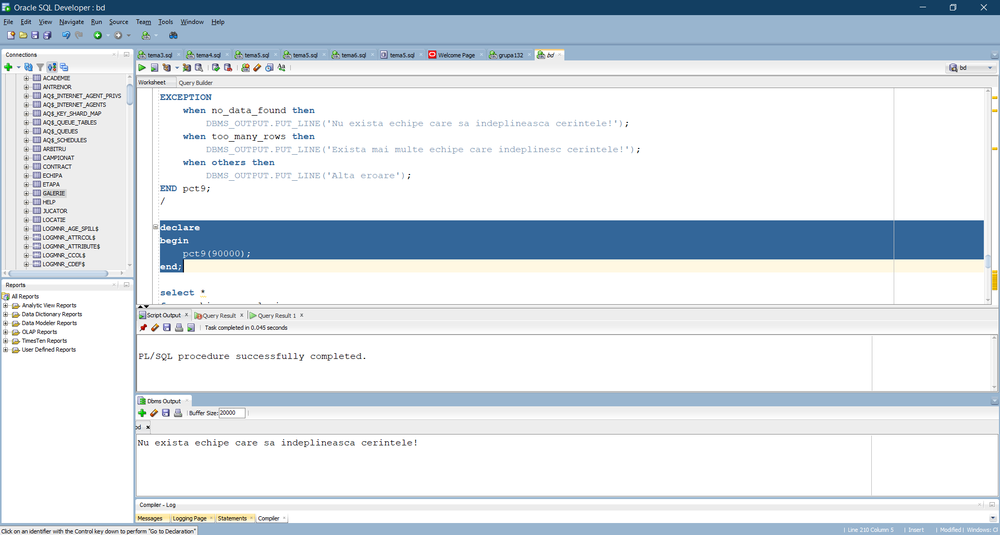 Oracle SQL Developer : bd
File Edit View Navigate Run Source Team Tools Window Help
Connections
ACADEMIE
ANTRENOR
AQ$_INTERNET_AGENT_PRIVS
AQ$_INTERNET_AGENTS
AQ$_KEY_SHARD_MAP
AQ$_QUEUE_TABLES
AQ$_QUEUES
AQ$_SCHEDULES
ARBITRU
CAMPIONAT
CONTRACT
ECHIPA
ETAPA
GALERIE
HELP
JUCATOR
LOCATIE
LOGMNR_AGE_SPILL$
LOGMNR_ATTRCOL$
LOGMNR_ATTRIBUTE$
LOGMNR_CCOL$
LOGMNR_CDEF$
Reports
All Reports
Analytic View Reports
Data Dictionary Reports
Data Modeler Reports
OLAP Reports
TimesTen Reports
User Defined Reports
tema3.sql tema4.sql tema5.sql tema5.sql tema6.sql tema5.sql Welcome Page grupa132 bd
bd
Worksheet Query Builder
EXCEPTION
when no_data_found then
DBMS_OUTPUT.PUT_LINE('Nu exista echipe care sa indeplineasca cerintele!');
when too_many_rows then
DBMS_OUTPUT.PUT_LINE('Exista mai multe echipe care indeplinesc cerintele!');
when others then
DBMS_OUTPUT.PUT_LINE('Alta eroare');
END pct9;
/
declare
begin
pct9(90000);
end;
select *
Script Output Query Result Query Result 1
Task completed in 0.045 seconds
PL/SQL procedure successfully completed.
Dbms Output
Buffer Size: 20000
bd
Nu exista echipe care sa indeplineasca cerintele!
Compiler - Log
Messages Logging Page Statements Compiler
Click on an identifier with the Control key down to perform "Go to Declaration"
Line 210 Column 5 Insert Modified Windows: